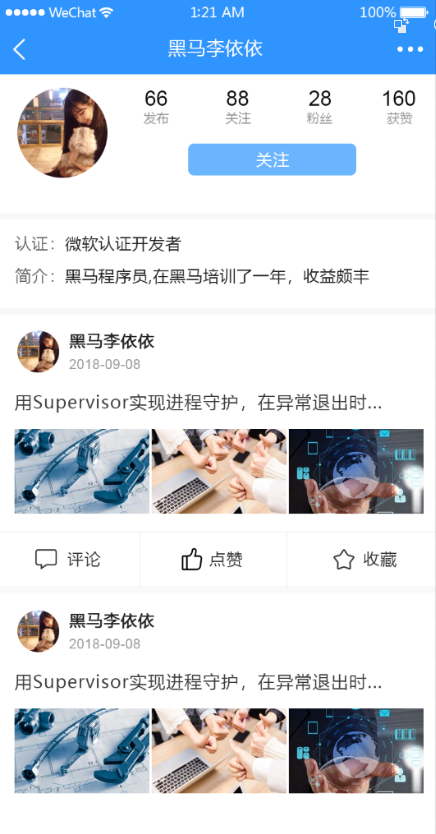 WeChat 1:21 AM 100%
黑马李依依
66 88 28 160
发布 关注 粉丝 获赞
关注
认证：微软认证开发者
简介：黑马程序员,在黑马培训了一年，收益颇丰
黑马李依依
2018-09-08
用Supervisor实现进程守护，在异常退出时...
评论 点赞 收藏
黑马李依依
2018-09-08
用Supervisor实现进程守护，在异常退出时...